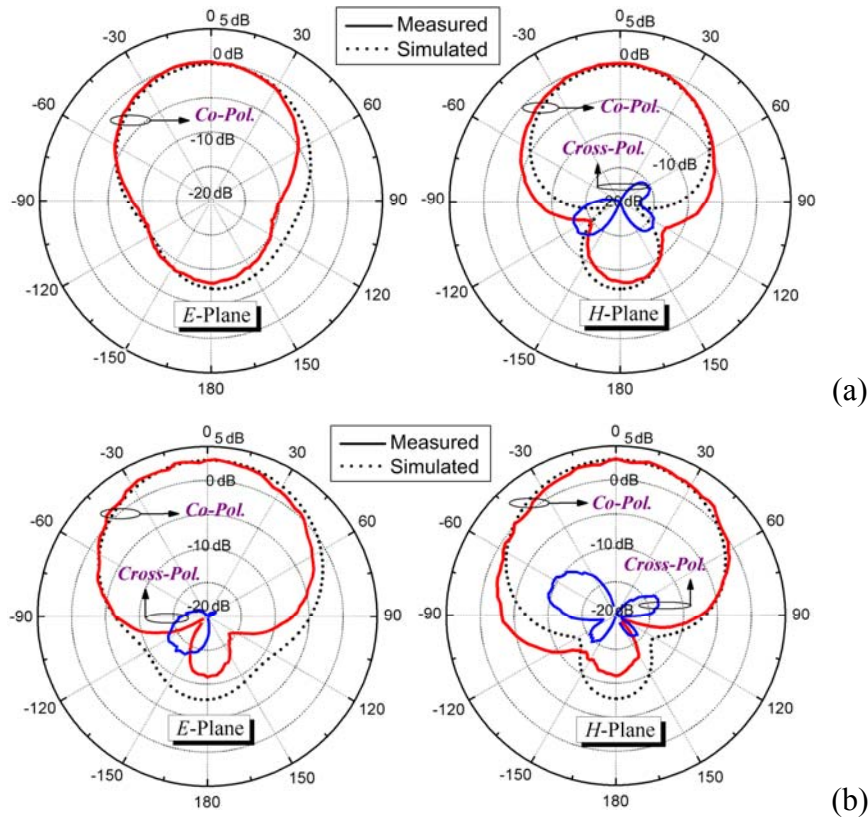 Measured
Simulated
0
5 dB
30
60
90
120
150
180
-150
-120
-90
-60
-30
0 dB
-10 dB
-20 dB
Co-Pol.
E-Plane
0
5 dB
30
60
90
120
150
180
-150
-120
-90
-60
-30
0 dB
-10 dB
-20 dB
Co-Pol.
Cross-Pol.
H-Plane
(a)
Measured
Simulated
0
5 dB
30
60
90
120
150
180
-150
-120
-90
-60
-30
0 dB
-10 dB
-20 dB
Co-Pol.
Cross-Pol.
E-Plane
0
5 dB
30
60
90
120
150
180
-150
-120
-90
-60
-30
0 dB
-10 dB
-20 dB
Co-Pol.
Cross-Pol.
H-Plane
(b)